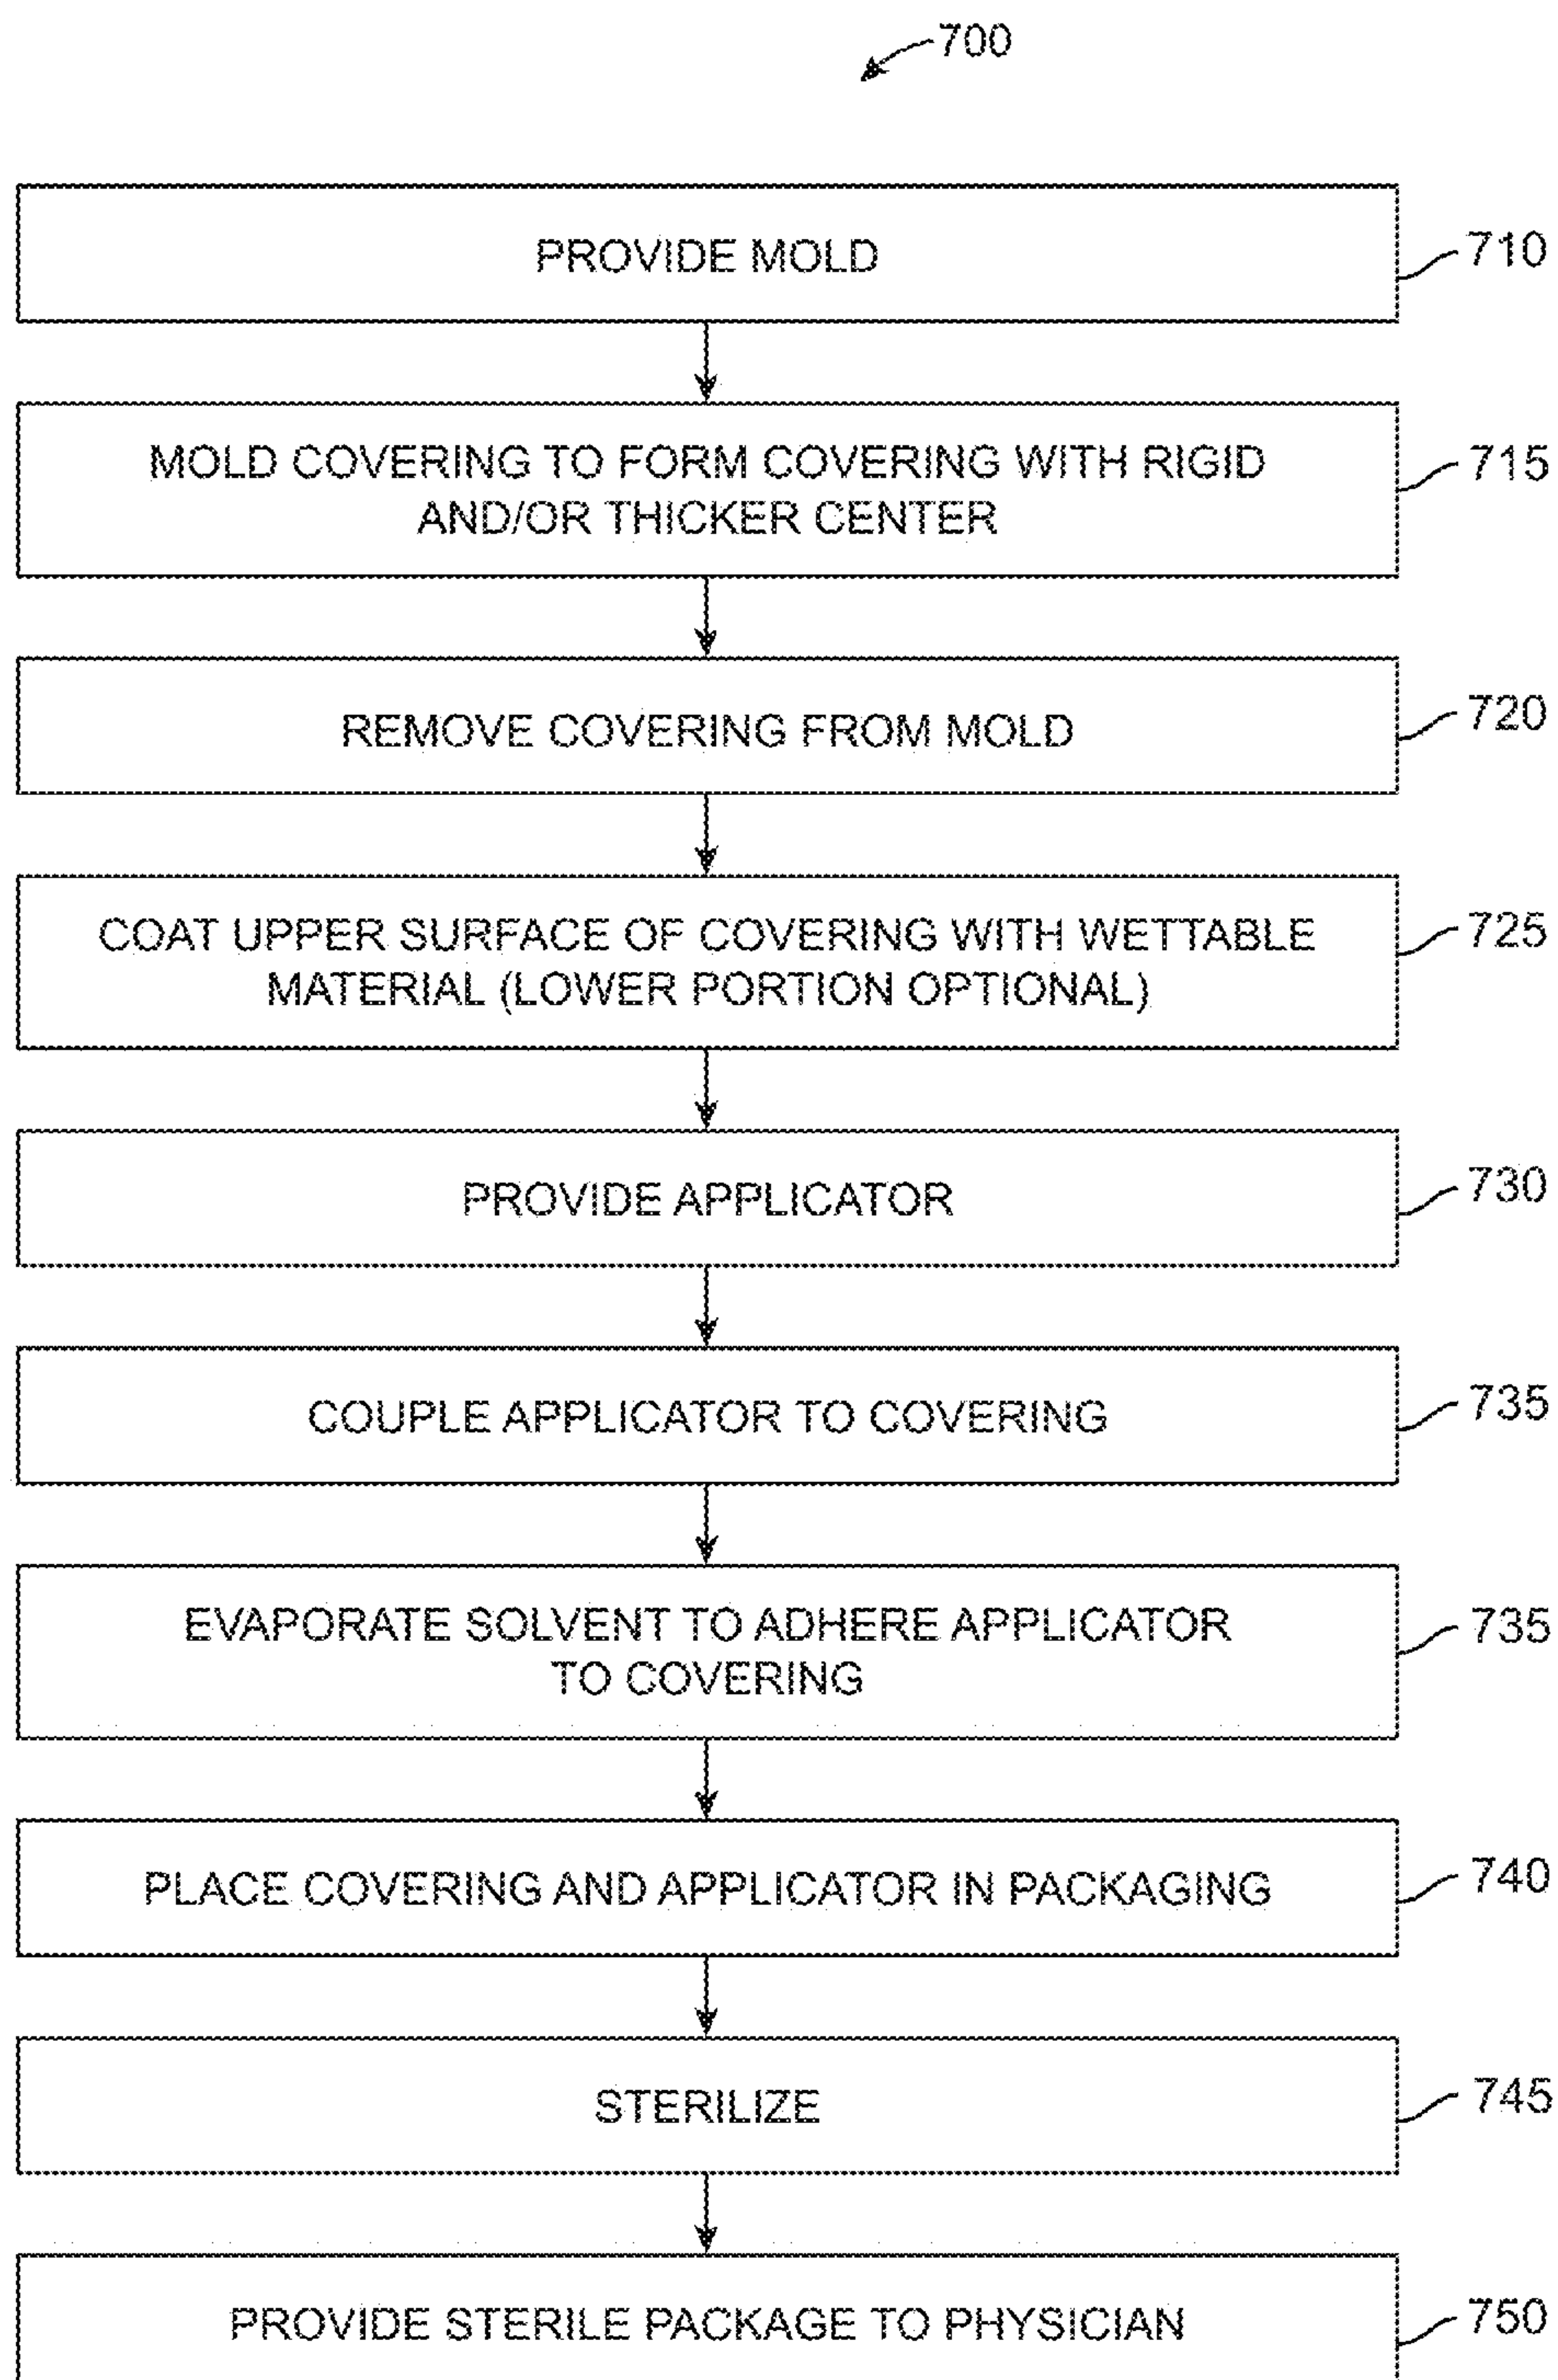 700
PROVIDE MOLD
710
MOLD COVERING TO FORM COVERING WITH RIGID
AND/OR THICKER CENTER
715
REMOVE COVERING FROM MOLD
720
COAT UPPER SURFACE OF COVERING WITH WETTABLE
MATERIAL (LOWER PORTION OPTIONAL)
725
PROVIDE APPLICATOR
730
COUPLE APPLICATOR TO COVERING
735
EVAPORATE SOLVENT TO ADHERE APPLICATOR
TO COVERING
735
PLACE COVERING AND APPLICATOR IN PACKAGING
740
STERILIZE
745
PROVIDE STERILE PACKAGE TO PHYSICIAN
750